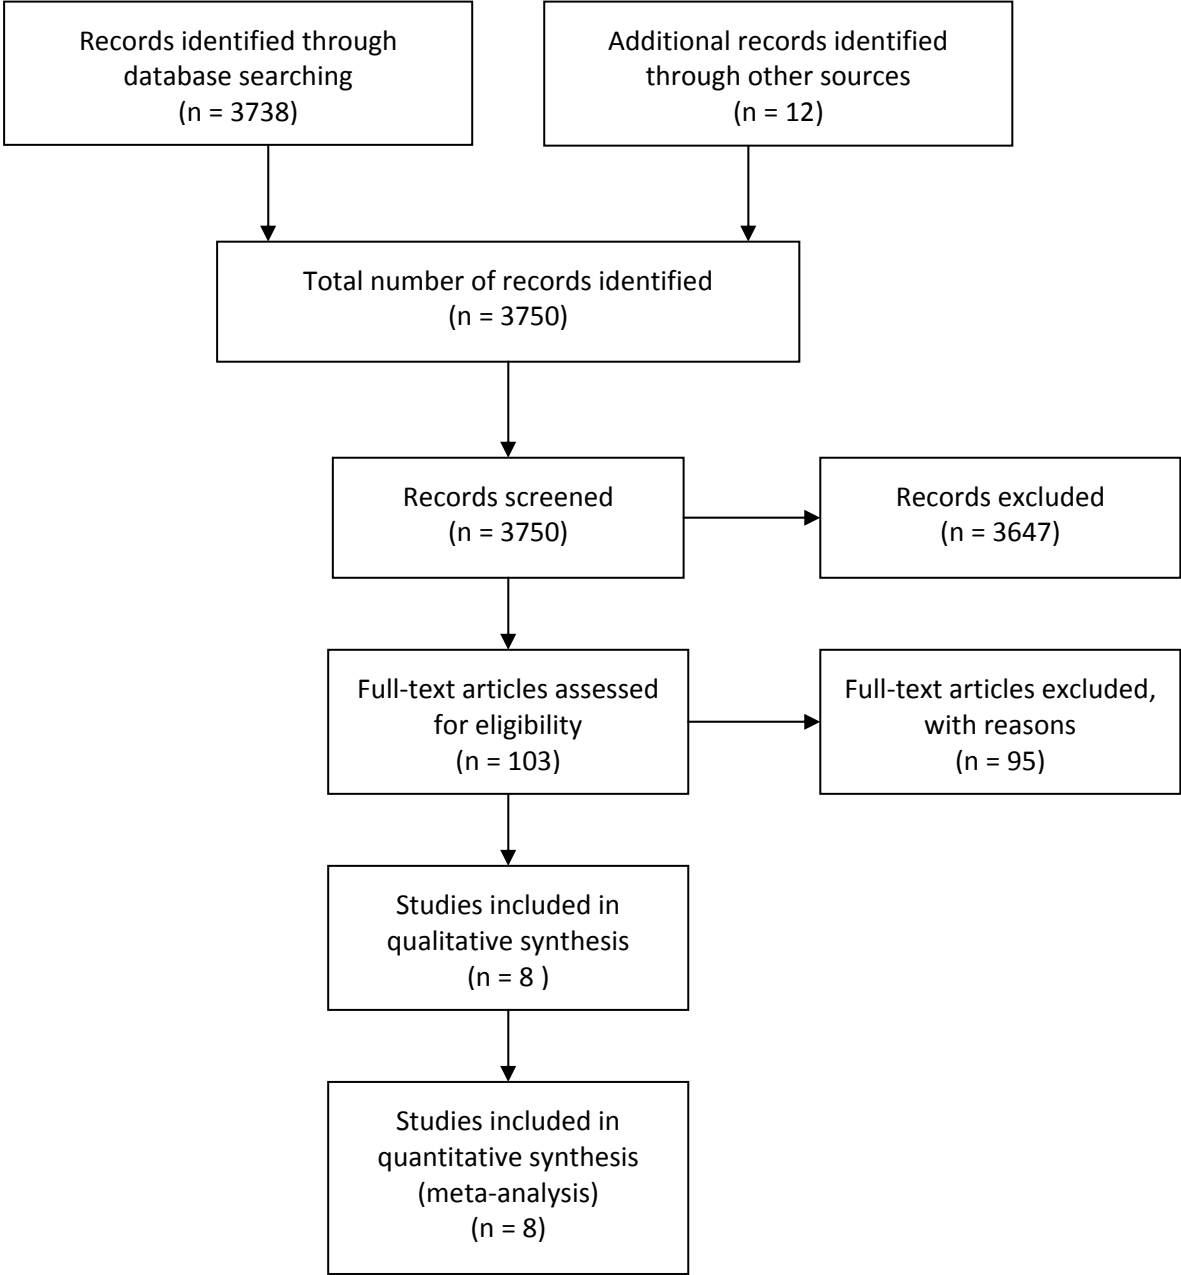 Records identified through
database searching
(n = 3738)
Additional records identified
through other sources
(n = 12)
Total number of records identified
(n = 3750)
Records screened
(n = 3750)
Records excluded
(n = 3647)
Full-text articles assessed
for eligibility
(n = 103)
Full-text articles excluded,
with reasons
(n = 95)
Studies included in
qualitative synthesis
(n = 8 )
Studies included in
quantitative synthesis
(meta-analysis)
(n = 8)